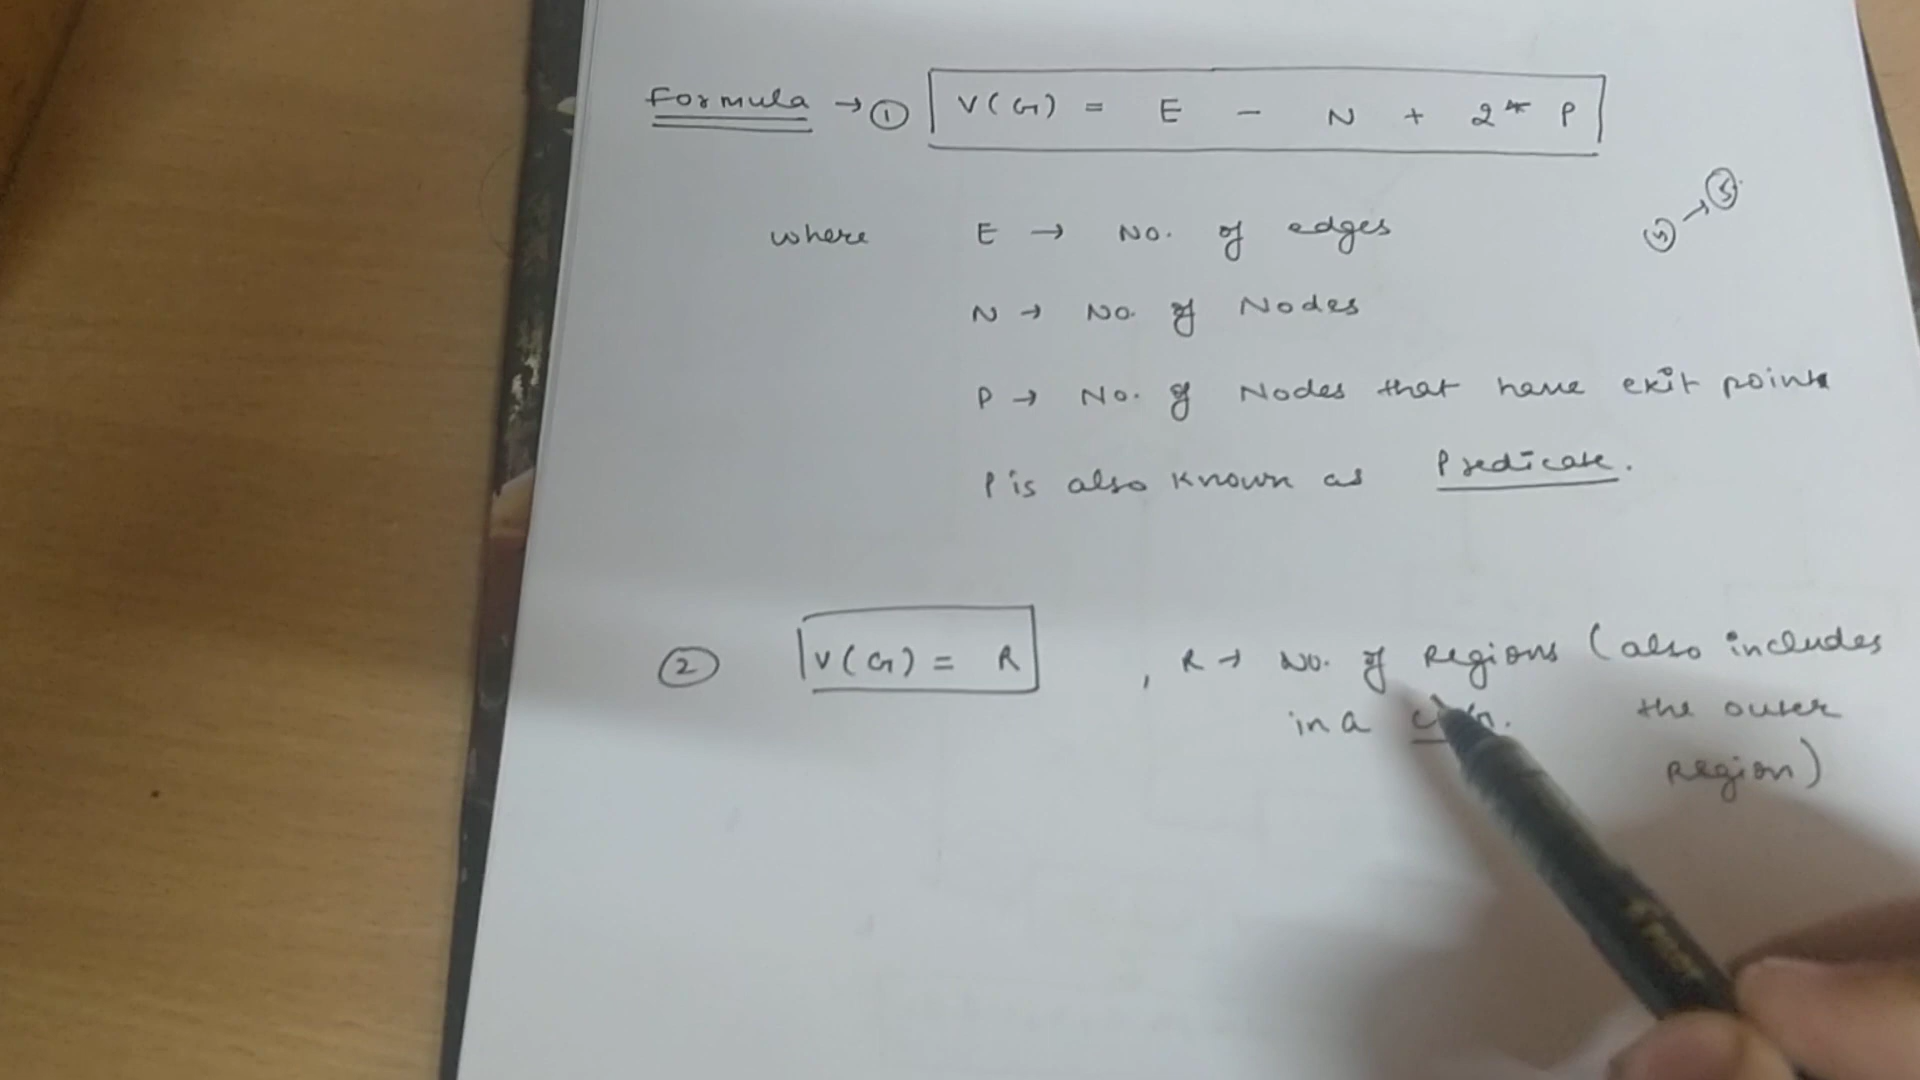 Formula → ① V(G) = E - N + 2* P
where E → No. of edges
N → No. of Nodes
P → No. of Nodes that have exit points
P is also known as Predicate.
② V(G) = R , R → No. of Regions (also includes
in a the outer
region)